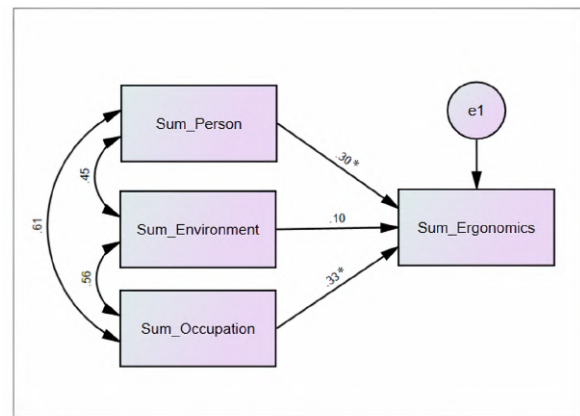 Sum_Person
e1
.30*
.45
.61
Sum_Environment
.10
Sum_Ergonomics
.56
.33*
Sum_Occupation